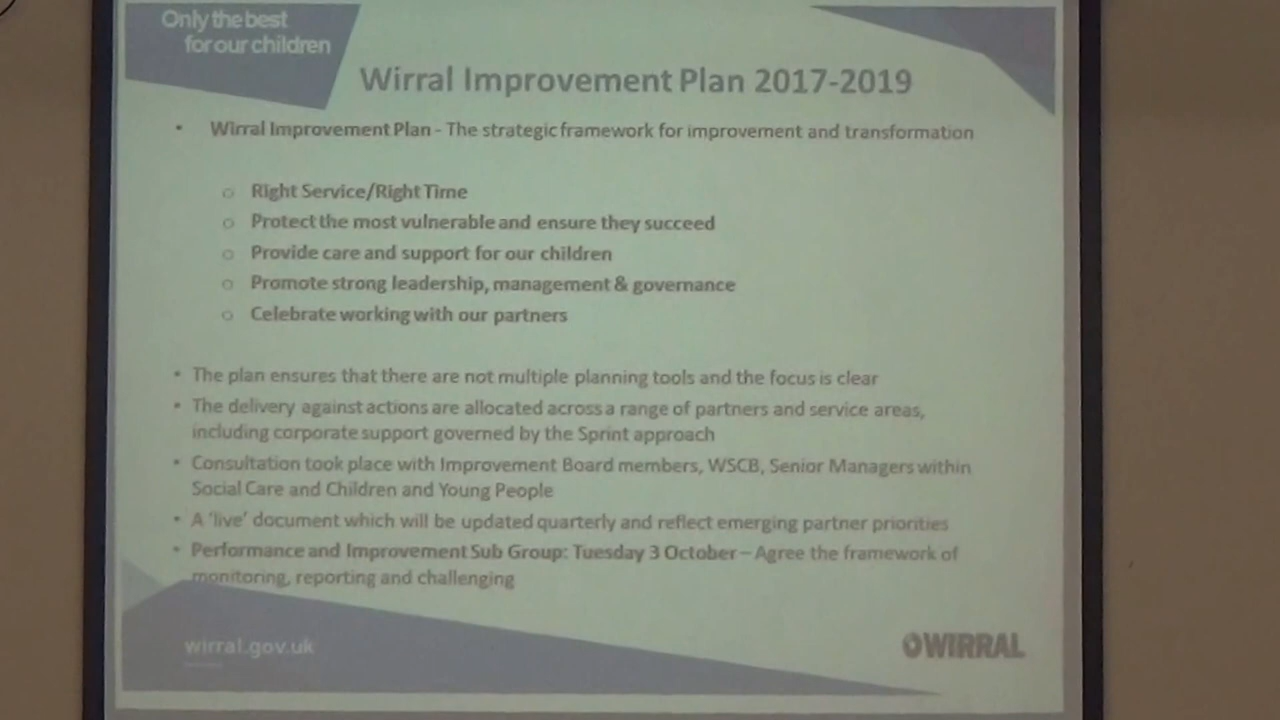 Only the best
for our children
Wirral Improvement Plan 2017-2019
• Wirral Improvement Plan - The strategic framework for improvement and transformation
o Right Service/Right Time
o Protect the most vulnerable and ensure they succeed
o Provide care and support for our children
o Promote strong leadership, management & governance
o Celebrate working with our partners
• The plan ensures that there are not multiple planning tools and the focus is clear
• The delivery against actions are allocated across a range of partners and service areas,
including corporate support governed by the Sprint approach
• Consultation took place with Improvement Board members, WSCB, Senior Managers within
Social Care and Children and Young People
• A 'live' document which will be updated quarterly and reflect emerging partner priorities
• Performance and Improvement Sub Group: Tuesday 3 October – Agree the framework of
monitoring, reporting and challenging
wirral.gov.uk
WIRRAL